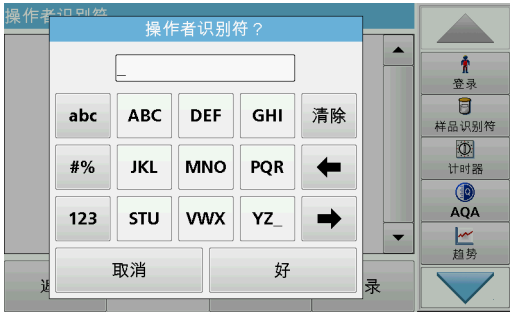 操作者识别符
操作者识别符？
_
abc ABC DEF GHI 清除
#% JKL MNO PQR
123 STU VWX YZ_
取消 好
返 录
登录
样品识别符
计时器
AQA
趋势